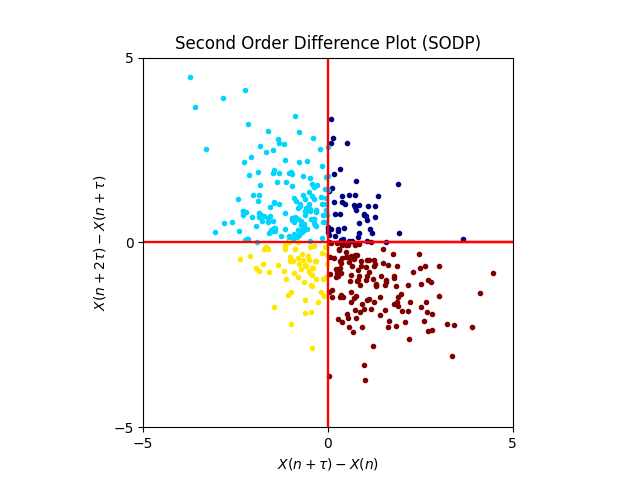 Second Order Difference Plot (SODP)
5
0
−5
X(n + 2τ) − X(n + τ)
−5 0 5
X(n + τ) − X(n)